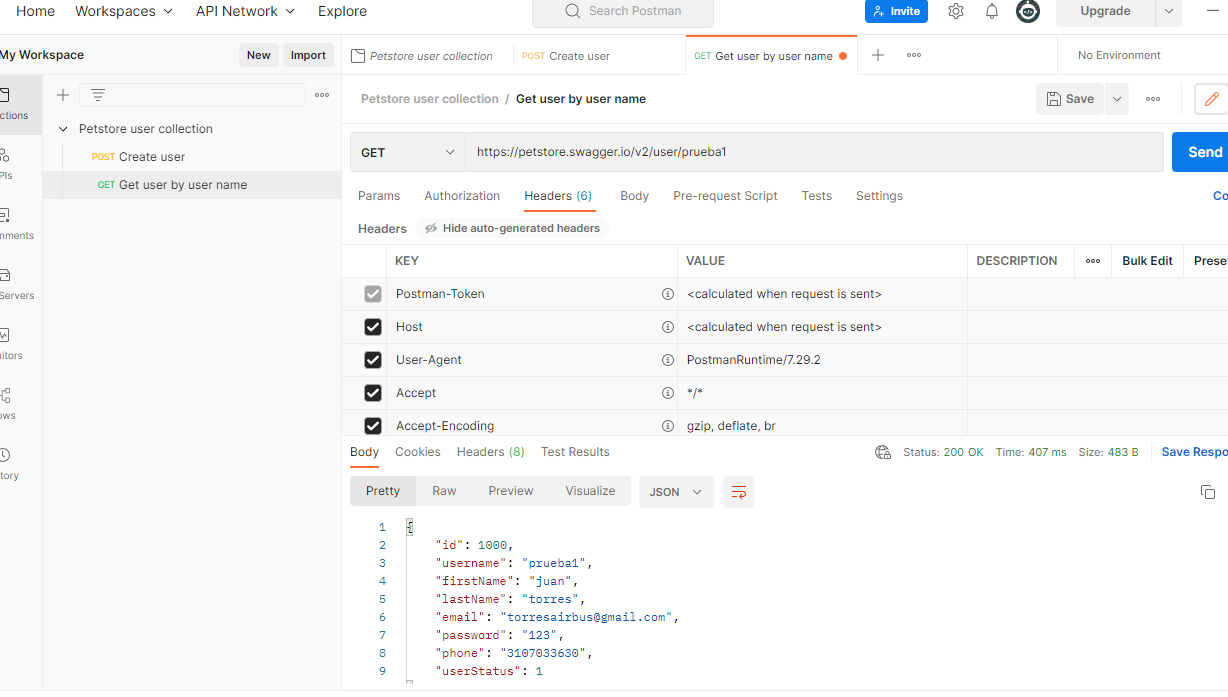 Home Workspaces API Network Explore Search Postman Invite Upgrade
My Workspace New Import Petstore user collection POST Create user GET Get user by user name No Environment
Petstore user collection / Get user by user name Save
ctions
Petstore user collection
POST Create user
GET Get user by user name
PIs
nments
Servers
itors
ows
tory
GET https://petstore.swagger.io/v2/user/prueba1 Send
Params Authorization Headers (6) Body Pre-request Script Tests Settings Co
Headers Hide auto-generated headers
KEY VALUE DESCRIPTION Bulk Edit Prese
Postman-Token <calculated when request is sent>
Host <calculated when request is sent>
User-Agent PostmanRuntime/7.29.2
Accept */*
Accept-Encoding gzip, deflate, br
Body Cookies Headers (8) Test Results Status: 200 OK Time: 407 ms Size: 483 B Save Respo
Pretty Raw Preview Visualize JSON
1 {
2 "id": 1000,
3 "username": "prueba1",
4 "firstName": "juan",
5 "lastName": "torres",
6 "email": "torresairbus@gmail.com",
7 "password": "123",
8 "phone": "3107033630",
9 "userStatus": 1